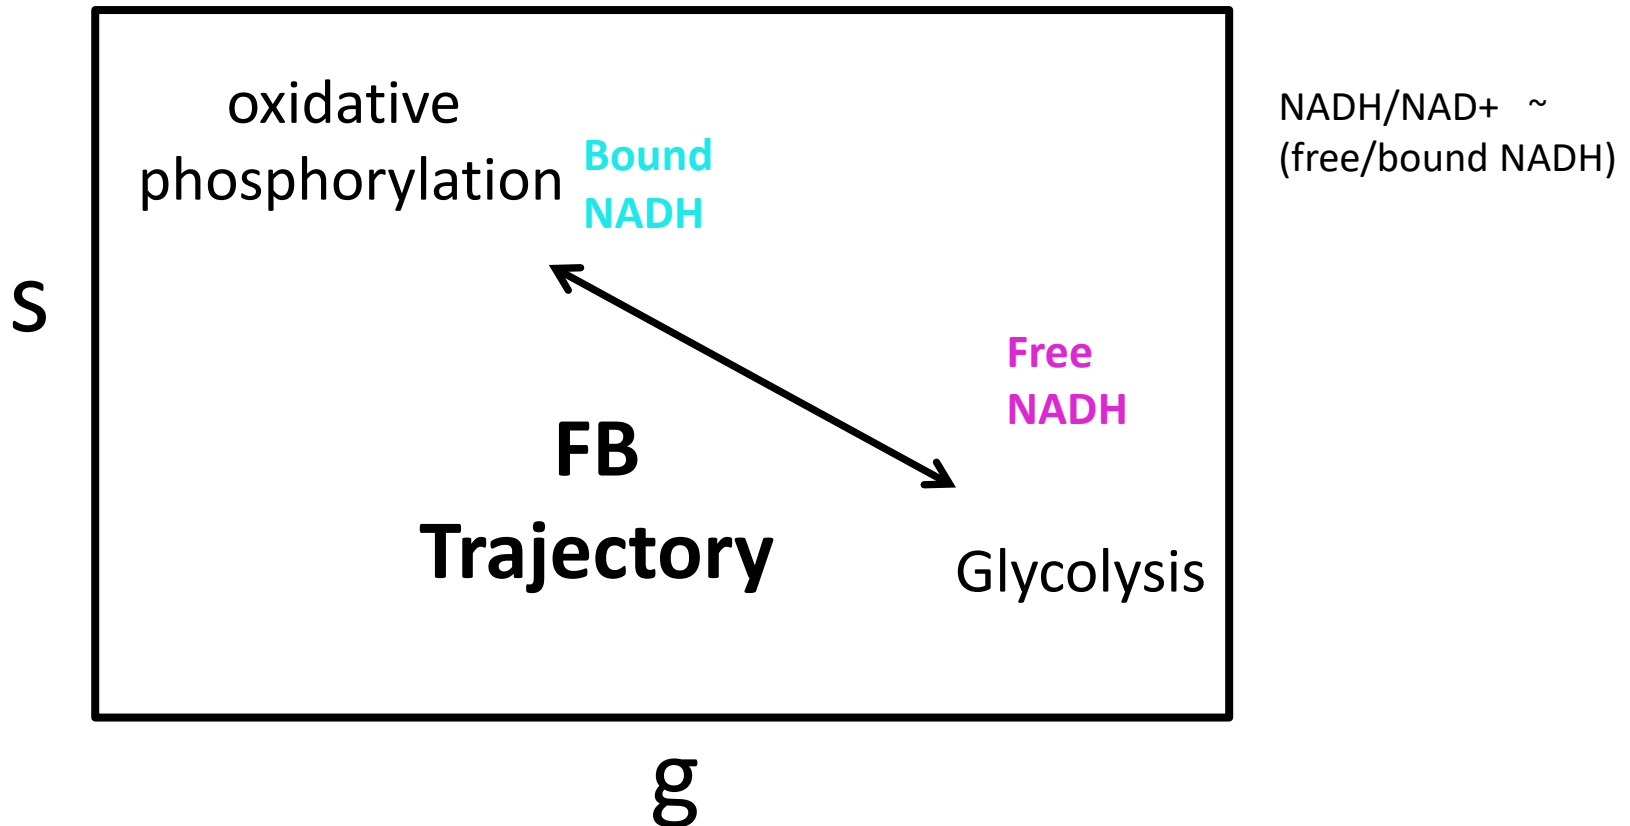 oxidative
phosphorylation
Bound
NADH
NADH/NAD+ ~
(free/bound NADH)
s
Free
NADH
FB
Trajectory
Glycolysis
g